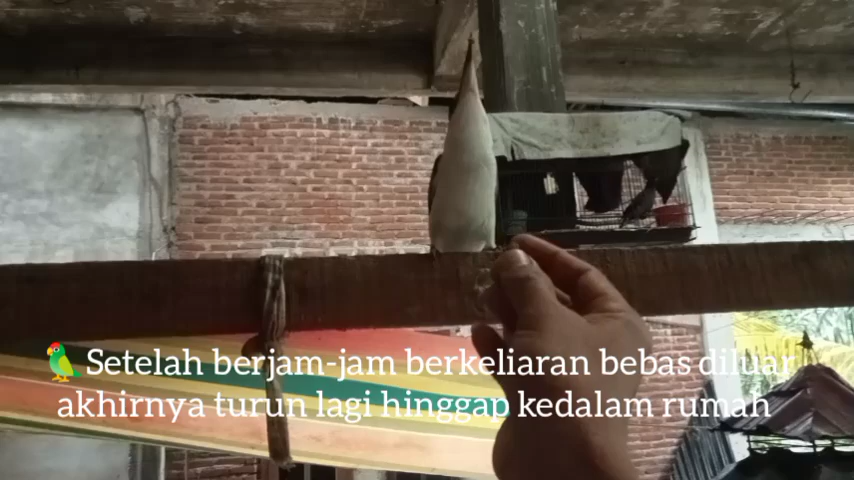 🦜Setelah berjam-jam berkeliaran bebas diluar
akhirnya turun lagi hinggap kedalam rumah